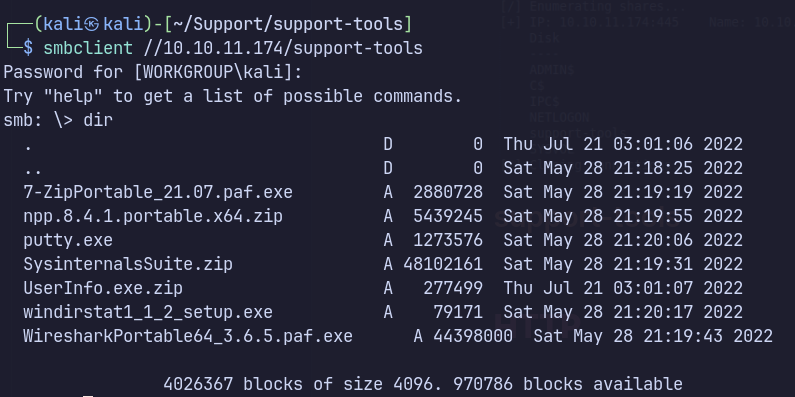 ┌──(kali㉿kali)-[~/Support/support-tools]
└─$ smbclient //10.10.11.174/support-tools
Password for [WORKGROUP\kali]:
Try "help" to get a list of possible commands.
smb: \> dir
  .                                   D        0  Thu Jul 21 03:01:06 2022
  ..                                  D        0  Sat May 28 21:18:25 2022
  7-ZipPortable_21.07.paf.exe         A  2880728  Sat May 28 21:19:19 2022
  npp.8.4.1.portable.x64.zip          A  5439245  Sat May 28 21:19:55 2022
  putty.exe                           A  1273576  Sat May 28 21:20:06 2022
  SysinternalsSuite.zip               A 48102161  Sat May 28 21:19:31 2022
  UserInfo.exe.zip                    A   277499  Thu Jul 21 03:01:07 2022
  windirstat1_1_2_setup.exe           A    79171  Sat May 28 21:20:17 2022
  WiresharkPortable64_3.6.5.paf.exe      A 44398000  Sat May 28 21:19:43 2022

                4026367 blocks of size 4096. 970786 blocks available